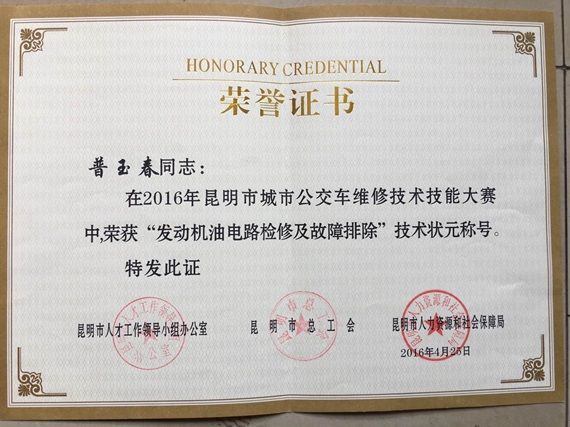 HONORARY CREDENTIAL
荣誉证书
普玉春同志：
在2016年昆明市城市公交车维修技术技能大赛
中,荣获“发动机油电路检修及故障排除”技术状元称号。
特发此证
昆明市人才工作领导小组办公室 昆明市总工会 昆明市人力资源和社会保障局
2016年4月25日